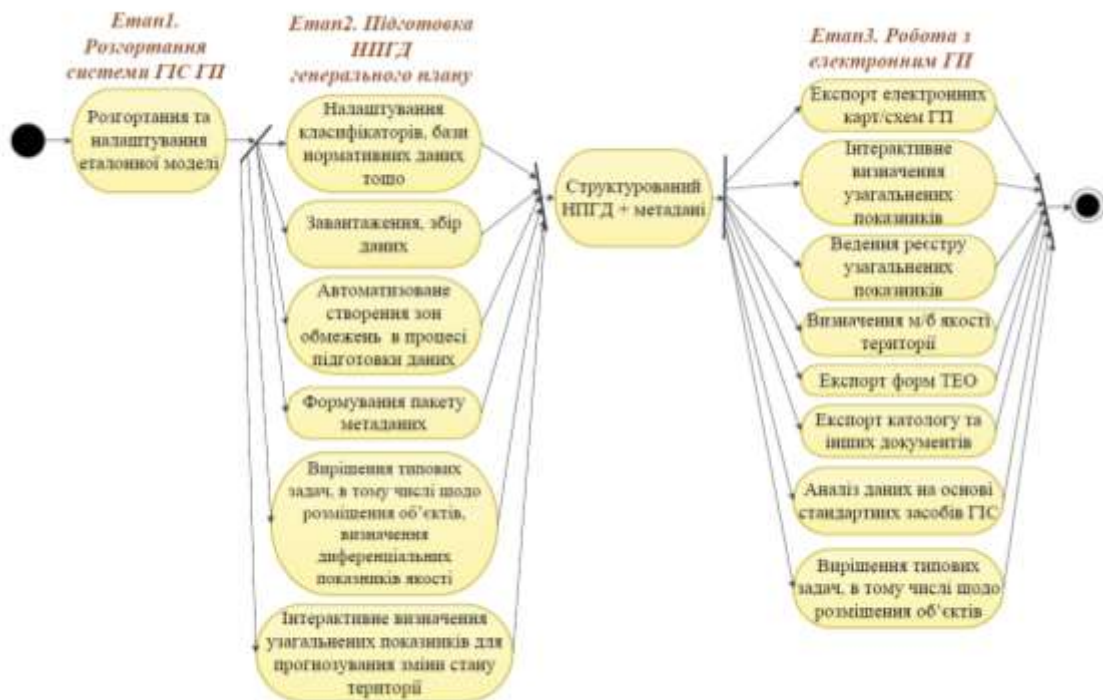 Етап1.
Розгортання
системи ГІС ГП
Розгортання та
налаштування
еталонної моделі
Етап2. Підготовка
НПГД
генерального плану
Налаштування
класифікаторів, бази
нормативних даних
тощо
Завантаження, збір
даних
Автоматизоване
створення зон
обмежень в процесі
підготовки даних
Формування пакету
метаданих
Вирішення типових
задач, в тому числі щодо
розміщення об’єктів,
визначення
диференціальних
показників якості
Інтерактивне визначення
узагальнених показників для
прогнозування зміни стану
території
Структурований
НПГД + метадані
Етап3. Робота з
електронним ГП
Експорт електронних
карт/схем ГП
Інтерактивне
визначення
узагальнених
показників
Ведення реєстру
узагальнених
показників
Визначення м/б якості
території
Експорт форм ТЕО
Експорт катологу та
інших документів
Аналіз даних на основі
стандартних засобів ГІС
Вирішення типових
задач, в тому числі щодо
розміщення об’єктів